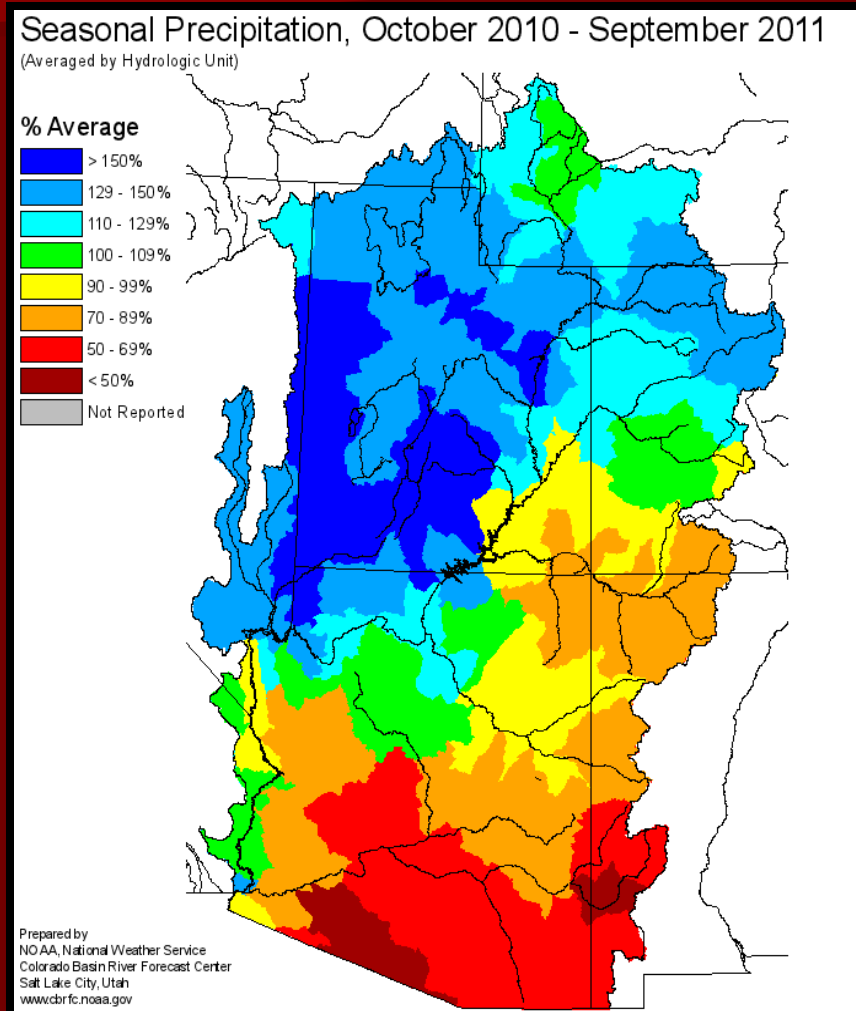 Seasonal Precipitation, October 2010 - September 2011
(Averaged by Hydrologic Unit)
% Average
> 150%
129 - 150%
110 - 129%
100 - 109%
90 - 99%
70 - 89%
50 - 69%
< 50%
Not Reported
Prepared by
NOAA, National Weather Service
Colorado Basin River Forecast Center
Salt Lake City, Utah
www.cbrfc.noaa.gov